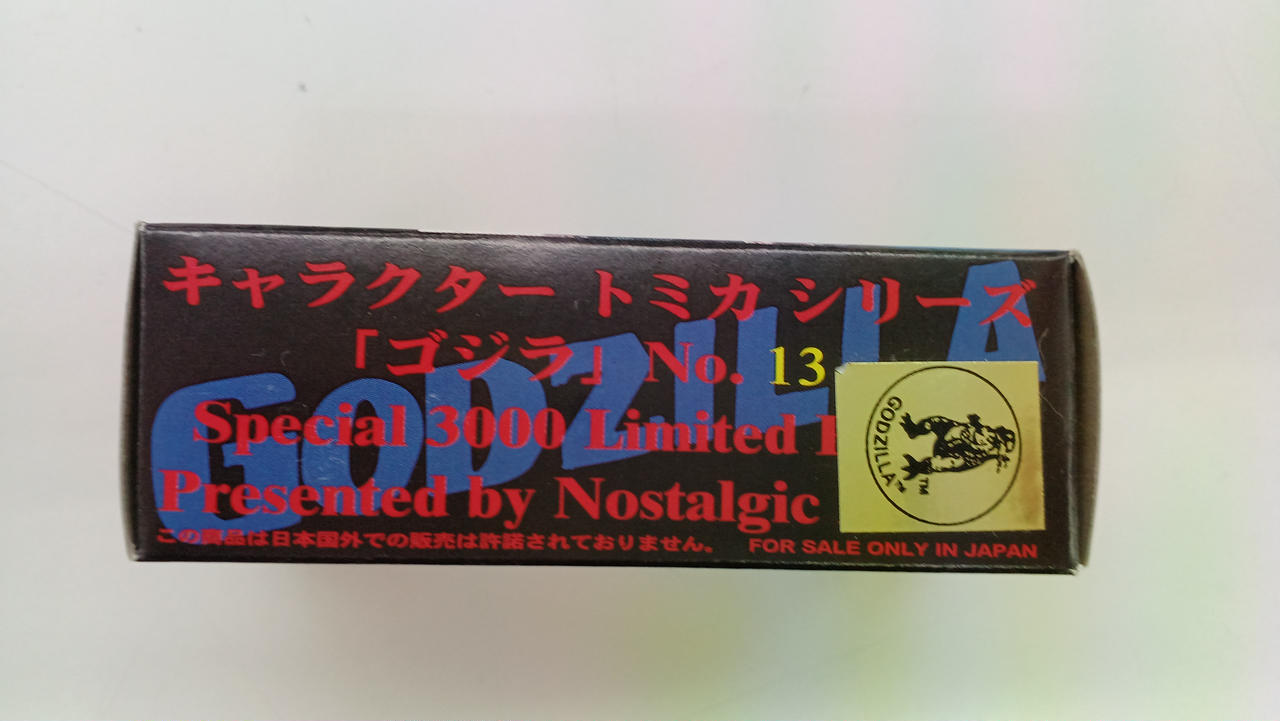 キャラクター トミカ シリーズ
「ゴジラ」 No. 13
Special 3000 Limited
Presented by Nostalgic
この商品は日本国外での販売は許諾されておりません。 FOR SALE ONLY IN JAPAN
GODZILLA
GODZILLA TM